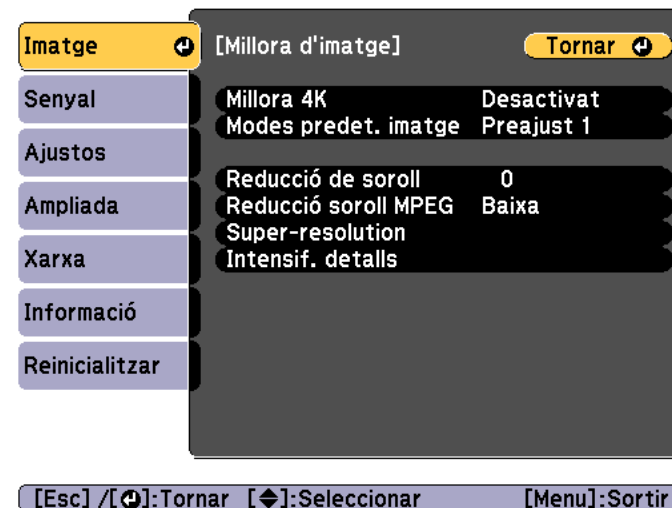 Imatge
[Millora d'imatge] Tornar
Senyal
Millora 4K Desactivat
Modes predet. imatge Preajust 1
Ajustos
Reducció de soroll 0
Ampliada
Reducció soroll MPEG Baixa
Super-resolution
Xarxa
Intensif. detalls
Informació
Reinicialitzar
[Esc] /[ ]:Tornar [ ]:Seleccionar [Menu]:Sortir